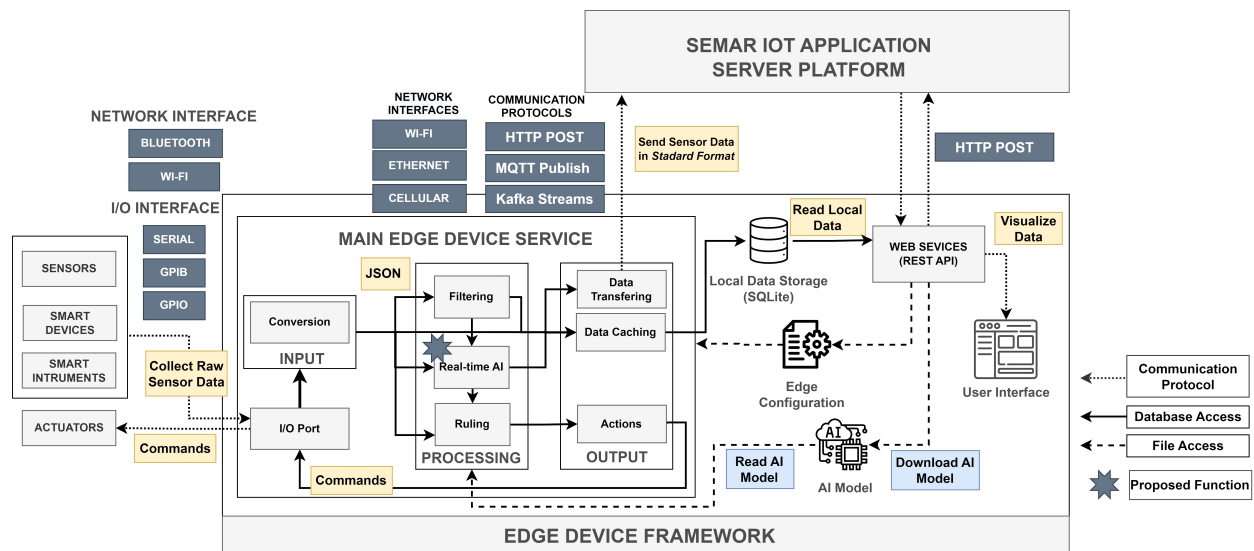 SEMAR IOT APPLICATION
SERVER PLATFORM
NETWORK INTERFACE
BLUETOOTH
WI-FI
I/O INTERFACE
SERIAL
GPIB
GPIO
NETWORK
INTERFACES
WI-FI
ETHERNET
CELLULAR
COMMUNICATION
PROTOCOLS
HTTP POST
MQTT Publish
Kafka Streams
Send Sensor Data
in Stadard Format
HTTP POST
SENSORS
SMART
DEVICES
SMART
INTRUMENTS
ACTUATORS
Collect Raw
Sensor Data
Commands
MAIN EDGE DEVICE SERVICE
JSON
Conversion
INPUT
I/O Port
Filtering
Real-time AI
Ruling
PROCESSING
Data
Transfering
Data Caching
Actions
OUTPUT
Commands
Local Data Storage
(SQLite)
Read Local
Data
WEB SEVICES
(REST API)
Visualize
Data
Edge
Configuration
User Interface
AI
AI Model
Read AI
Model
Download AI
Model
EDGE DEVICE FRAMEWORK
Communication
Protocol
Database Access
File Access
Proposed Function